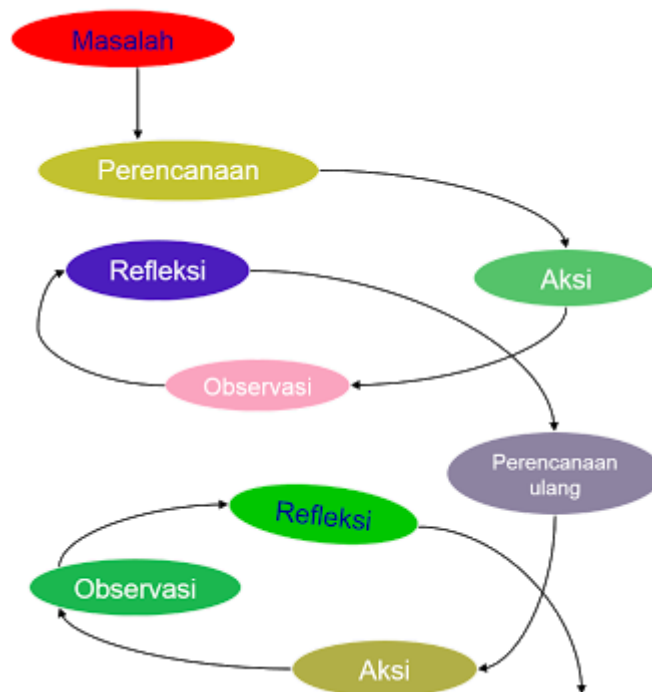 Masalah
Perencanaan
Refleksi
Aksi
Observasi
Perencanaan
ulang
Refleksi
Observasi
Aksi